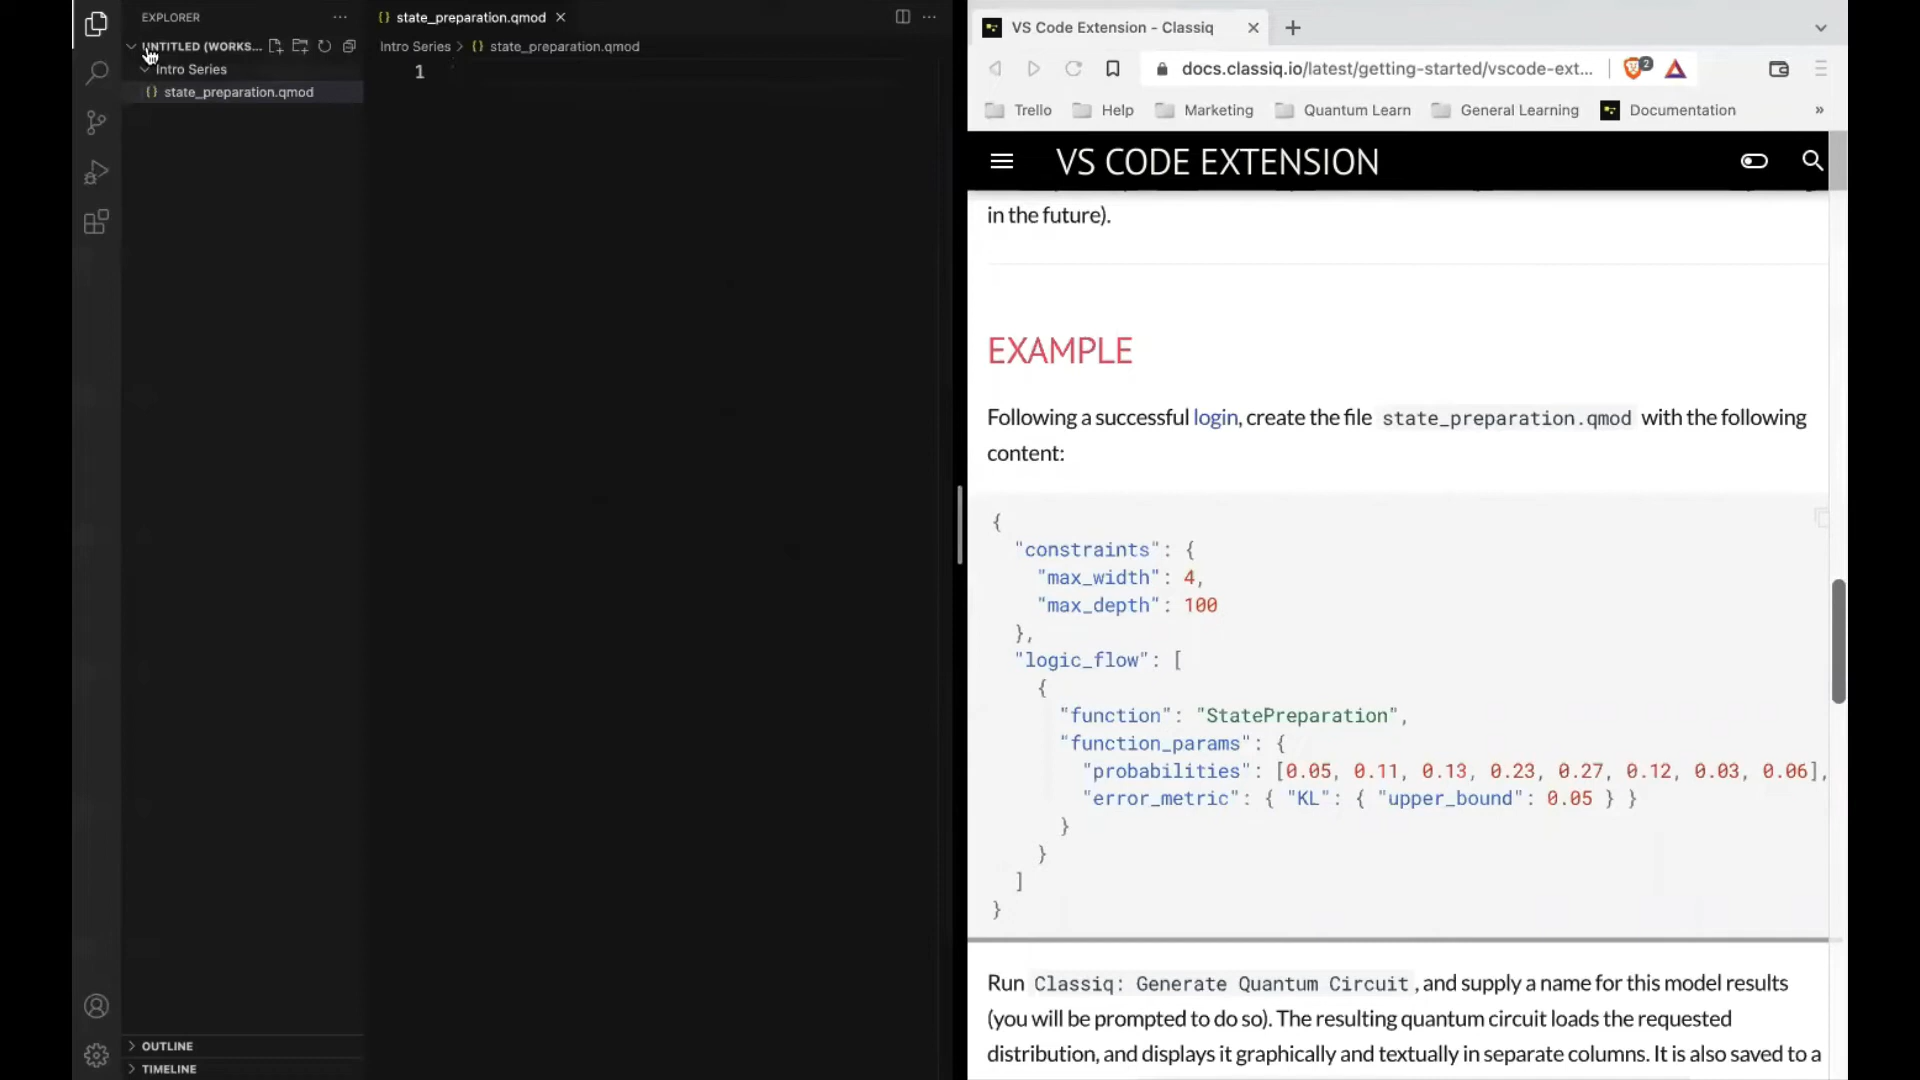 EXPLORER
UNTITLED (WORKS...
Intro Series
{} state_preparation.qmod
OUTLINE
TIMELINE
{} state_preparation.qmod
Intro Series > {} state_preparation.qmod
1
VS Code Extension - Classiq
docs.classiq.io/latest/getting-started/vscode-ext...
2
Trello
Help
Marketing
Quantum Learn
General Learning
Documentation
»
VS CODE EXTENSION
in the future).
EXAMPLE
Following a successful login, create the file state_preparation.qmod with the following
content:
{
"constraints": {
"max_width": 4,
"max_depth": 100
},
"logic_flow": [
{
"function": "StatePreparation",
"function_params": {
"probabilities": [0.05, 0.11, 0.13, 0.23, 0.27, 0.12, 0.03, 0.06],
"error_metric": { "KL": { "upper_bound": 0.05 } }
}
}
]
}
Run Classiq: Generate Quantum Circuit, and supply a name for this model results
(you will be prompted to do so). The resulting quantum circuit loads the requested
distribution, and displays it graphically and textually in separate columns. It is also saved to a